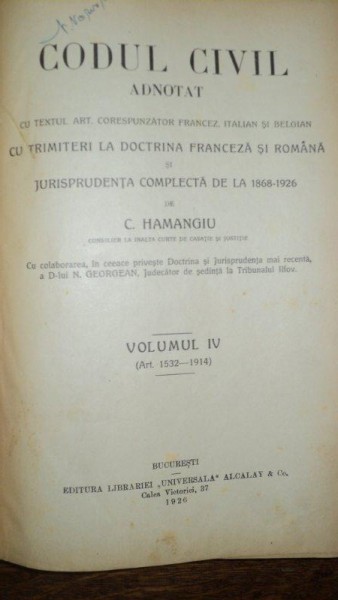 CODUL CIVIL
ADNOTAT
CU TEXTUL ART. CORESPUNZĂTOR FRANCEZ, ITALIAN ȘI BELGIAN
CU TRIMITERI LA DOCTRINA FRANCEZĂ ȘI ROMÂNĂ
ȘI
JURISPRUDENȚA COMPLECTĂ DE LA 1868-1926
DE
C. HAMANGIU
CONSILIER LA ÎNALTA CURTE DE CASAȚIE ȘI JUSTIȚIE
Cu colaborarea, în ceeace privește Doctrina și Jurisprudența mai recentă,
a D-lui N. GEORGEAN, Judecător de ședință la Tribunalul Ilfov.
VOLUMUL IV
(Art. 1532—1914)
BUCUREȘTI
EDITURA LIBRARIEI „UNIVERSALA" ALCALAY & Co.
Calea Victoriei, 27
1926